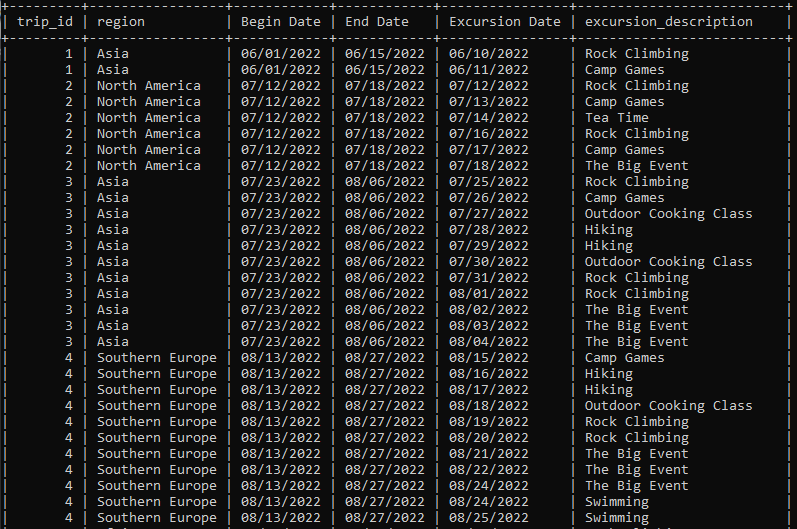 +---------+-----------------+------------+------------+----------------+--------------------------+
| trip_id | region | Begin Date | End Date | Excursion Date | excursion_description |
+---------+-----------------+------------+------------+----------------+--------------------------+
| 1 | Asia | 06/01/2022 | 06/15/2022 | 06/10/2022 | Rock Climbing
| 1 | Asia | 06/01/2022 | 06/15/2022 | 06/11/2022 | Camp Games
| 2 | North America | 07/12/2022 | 07/18/2022 | 07/12/2022 | Rock Climbing
| 2 | North America | 07/12/2022 | 07/18/2022 | 07/13/2022 | Camp Games
| 2 | North America | 07/12/2022 | 07/18/2022 | 07/14/2022 | Tea Time
| 2 | North America | 07/12/2022 | 07/18/2022 | 07/16/2022 | Rock Climbing
| 2 | North America | 07/12/2022 | 07/18/2022 | 07/17/2022 | Camp Games
| 2 | North America | 07/12/2022 | 07/18/2022 | 07/18/2022 | The Big Event
| 3 | Asia | 07/23/2022 | 08/06/2022 | 07/25/2022 | Rock Climbing
| 3 | Asia | 07/23/2022 | 08/06/2022 | 07/26/2022 | Camp Games
| 3 | Asia | 07/23/2022 | 08/06/2022 | 07/27/2022 | Outdoor Cooking Class
| 3 | Asia | 07/23/2022 | 08/06/2022 | 07/28/2022 | Hiking
| 3 | Asia | 07/23/2022 | 08/06/2022 | 07/29/2022 | Hiking
| 3 | Asia | 07/23/2022 | 08/06/2022 | 07/30/2022 | Outdoor Cooking Class
| 3 | Asia | 07/23/2022 | 08/06/2022 | 07/31/2022 | Rock Climbing
| 3 | Asia | 07/23/2022 | 08/06/2022 | 08/01/2022 | Rock Climbing
| 3 | Asia | 07/23/2022 | 08/06/2022 | 08/02/2022 | The Big Event
| 3 | Asia | 07/23/2022 | 08/06/2022 | 08/03/2022 | The Big Event
| 3 | Asia | 07/23/2022 | 08/06/2022 | 08/04/2022 | The Big Event
| 4 | Southern Europe | 08/13/2022 | 08/27/2022 | 08/15/2022 | Camp Games
| 4 | Southern Europe | 08/13/2022 | 08/27/2022 | 08/16/2022 | Hiking
| 4 | Southern Europe | 08/13/2022 | 08/27/2022 | 08/17/2022 | Hiking
| 4 | Southern Europe | 08/13/2022 | 08/27/2022 | 08/18/2022 | Outdoor Cooking Class
| 4 | Southern Europe | 08/13/2022 | 08/27/2022 | 08/19/2022 | Rock Climbing
| 4 | Southern Europe | 08/13/2022 | 08/27/2022 | 08/20/2022 | Rock Climbing
| 4 | Southern Europe | 08/13/2022 | 08/27/2022 | 08/21/2022 | The Big Event
| 4 | Southern Europe | 08/13/2022 | 08/27/2022 | 08/22/2022 | The Big Event
| 4 | Southern Europe | 08/13/2022 | 08/27/2022 | 08/24/2022 | The Big Event
| 4 | Southern Europe | 08/13/2022 | 08/27/2022 | 08/24/2022 | Swimming
| 4 | Southern Europe | 08/13/2022 | 08/27/2022 | 08/25/2022 | Swimming